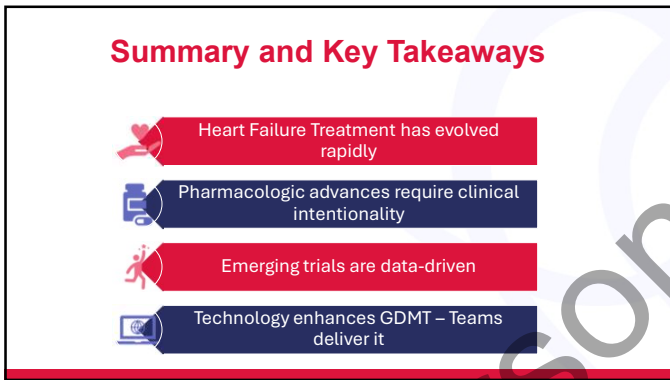 Summary and Key Takeaways
Heart Failure Treatment has evolved
rapidly
Pharmacologic advances require clinical
intentionality
Emerging trials are data-driven
Technology enhances GDMT – Teams
deliver it